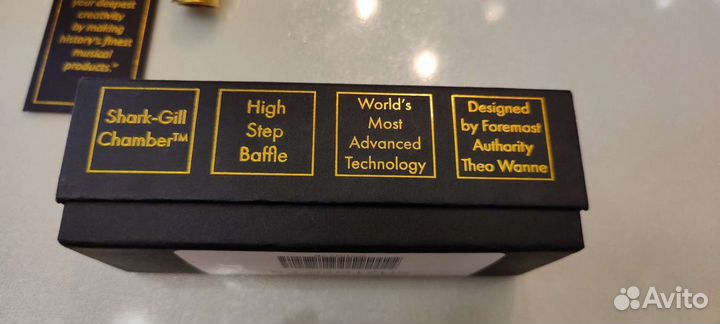 your deepest
creativity
by making
history's finest
musical
products."
Shark-Gill
Chamber™
High
Step
Baffle
World's
Most
Advanced
Technology
Designed
by Foremost
Authority
Theo Wanne
Avito